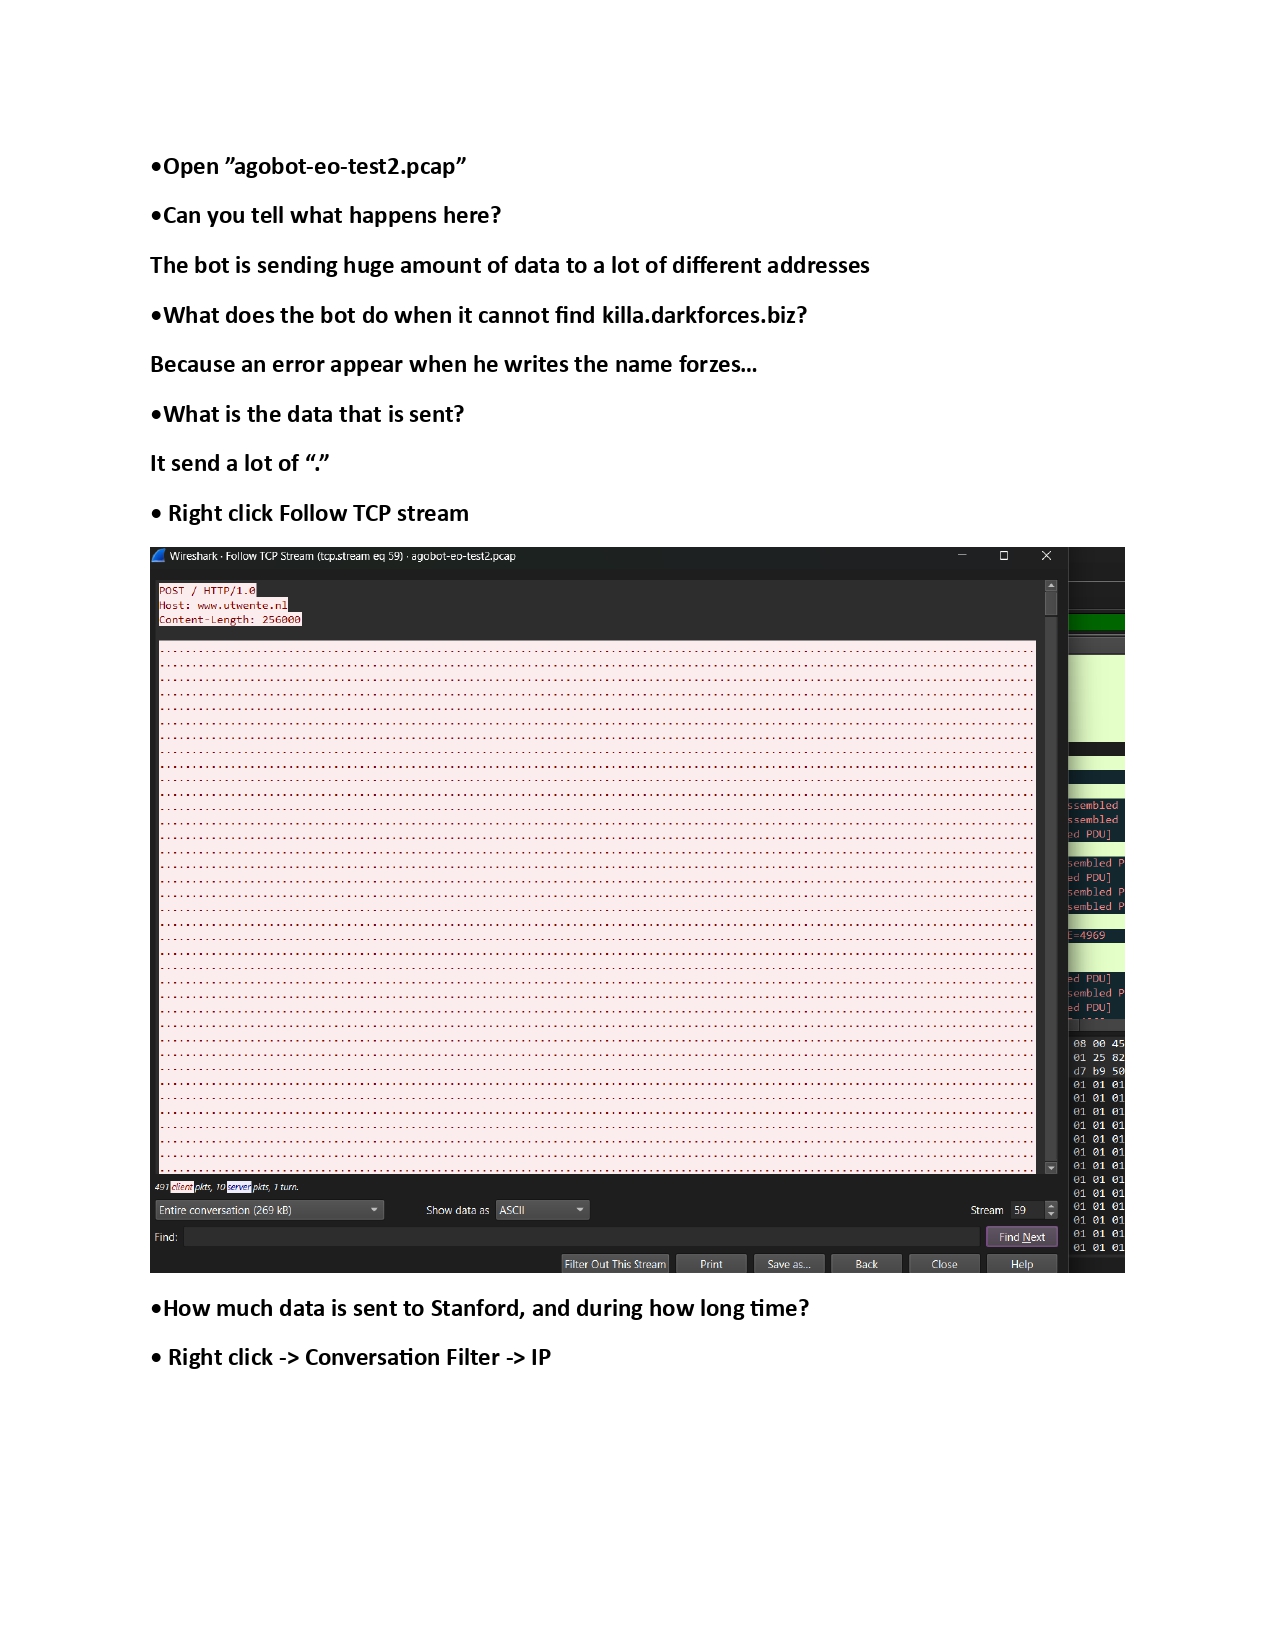 •Open ”agobot-eo-test2.pcap”
•Can you tell what happens here?
The bot is sending huge amount of data to a lot of different addresses
•What does the bot do when it cannot find killa.darkforces.biz?
Because an error appear when he writes the name forzes…
•What is the data that is sent?
It send a lot of “.”
• Right click Follow TCP stream
Wireshark · Follow TCP Stream (tcp.stream eq 59) · agobot-eo-test2.pcap
POST / HTTP/1.0
Host: www.utwente.nl
Content-Length: 256000
ssembled
ssembled
ed PDU]
sembled P
ed PDU]
sembled P
sembled P
E=4969
ed PDU]
sembled P
ed PDU]
08 00 45
01 25 82
d7 b9 50
01 01 01
01 01 01
01 01 01
01 01 01
01 01 01
01 01 01
01 01 01
01 01 01
01 01 01
01 01 01
01 01 01
01 01 01
01 01 01
491 client pkts, 10 server pkts, 1 turn.
Entire conversation (269 kB) Show data as ASCII Stream 59
Find: Find Next
Filter Out This Stream Print Save as... Back Close Help
•How much data is sent to Stanford, and during how long time?
• Right click -> Conversation Filter -> IP